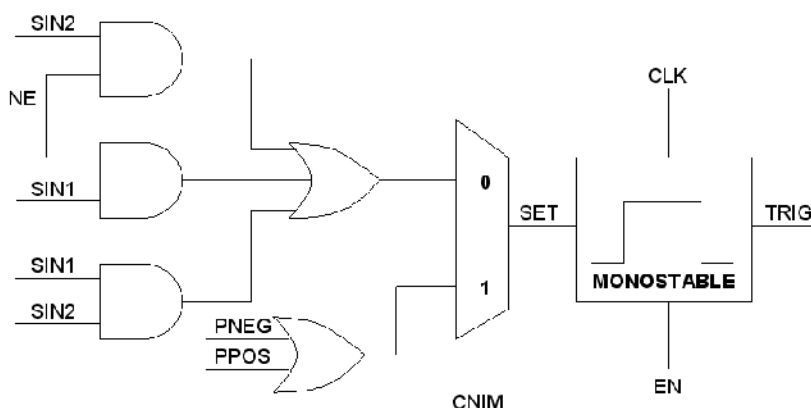 SIN2
NE
SIN1
SIN1
SIN2
PNEG
PPOS
0
1
CNIM
SET
CLK
MONOSTABLE
TRIG
EN